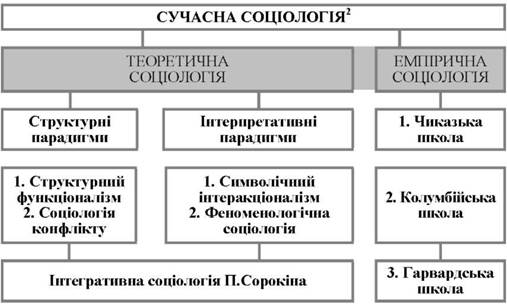 СУЧАСНА СОЦІОЛОГІЯ²
ТЕОРЕТИЧНА
СОЦІОЛОГІЯ
ЕМПІРИЧНА
СОЦІОЛОГІЯ
Структурні
парадигми
Інтерпретативні
парадигми
1. Чиказька
школа
1. Структурний
функціоналізм
2. Соціологія
конфлікту
1. Символічний
інтеракціоналізм
2. Феноменологічна
соціологія
2. Колумбійська
школа
Інтегративна соціологія П.Сорокіна
3. Гарвардська
школа